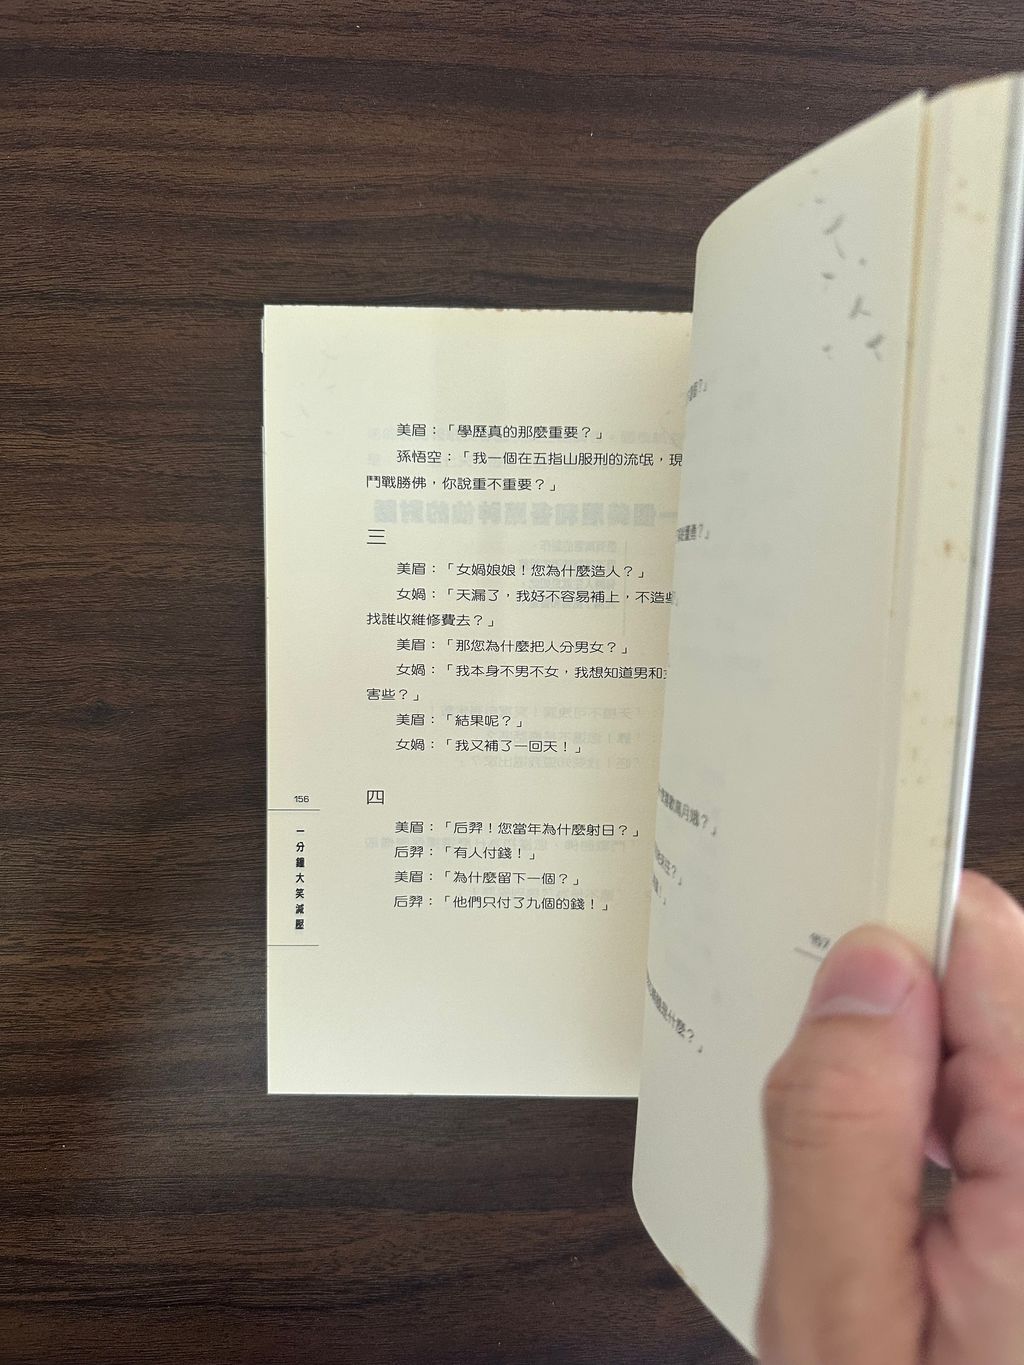 美眉：「學歷真的那麼重要？」
孫悟空：「我一個在五指山服刑的流氓，現
鬥戰勝佛，你說重不重要？」
三
美眉：「女媧娘娘！您為什麼造人？」
女媧：「天漏了，我好不容易補上，不造些
找誰收維修費去？」
美眉：「那您為什麼把人分男女？」
女媧：「我本身不男不女，我想知道男和
害些？」
美眉：「結果呢？」
女媧：「我又補了一回天！」
四
美眉：「后羿！您當年為什麼射日？」
后羿：「有人付錢！」
美眉：「為什麼留下一個？」
后羿：「他們只付了九個的錢！」
156
一分鐘大笑減壓
月娥？」
是什麼？」
157